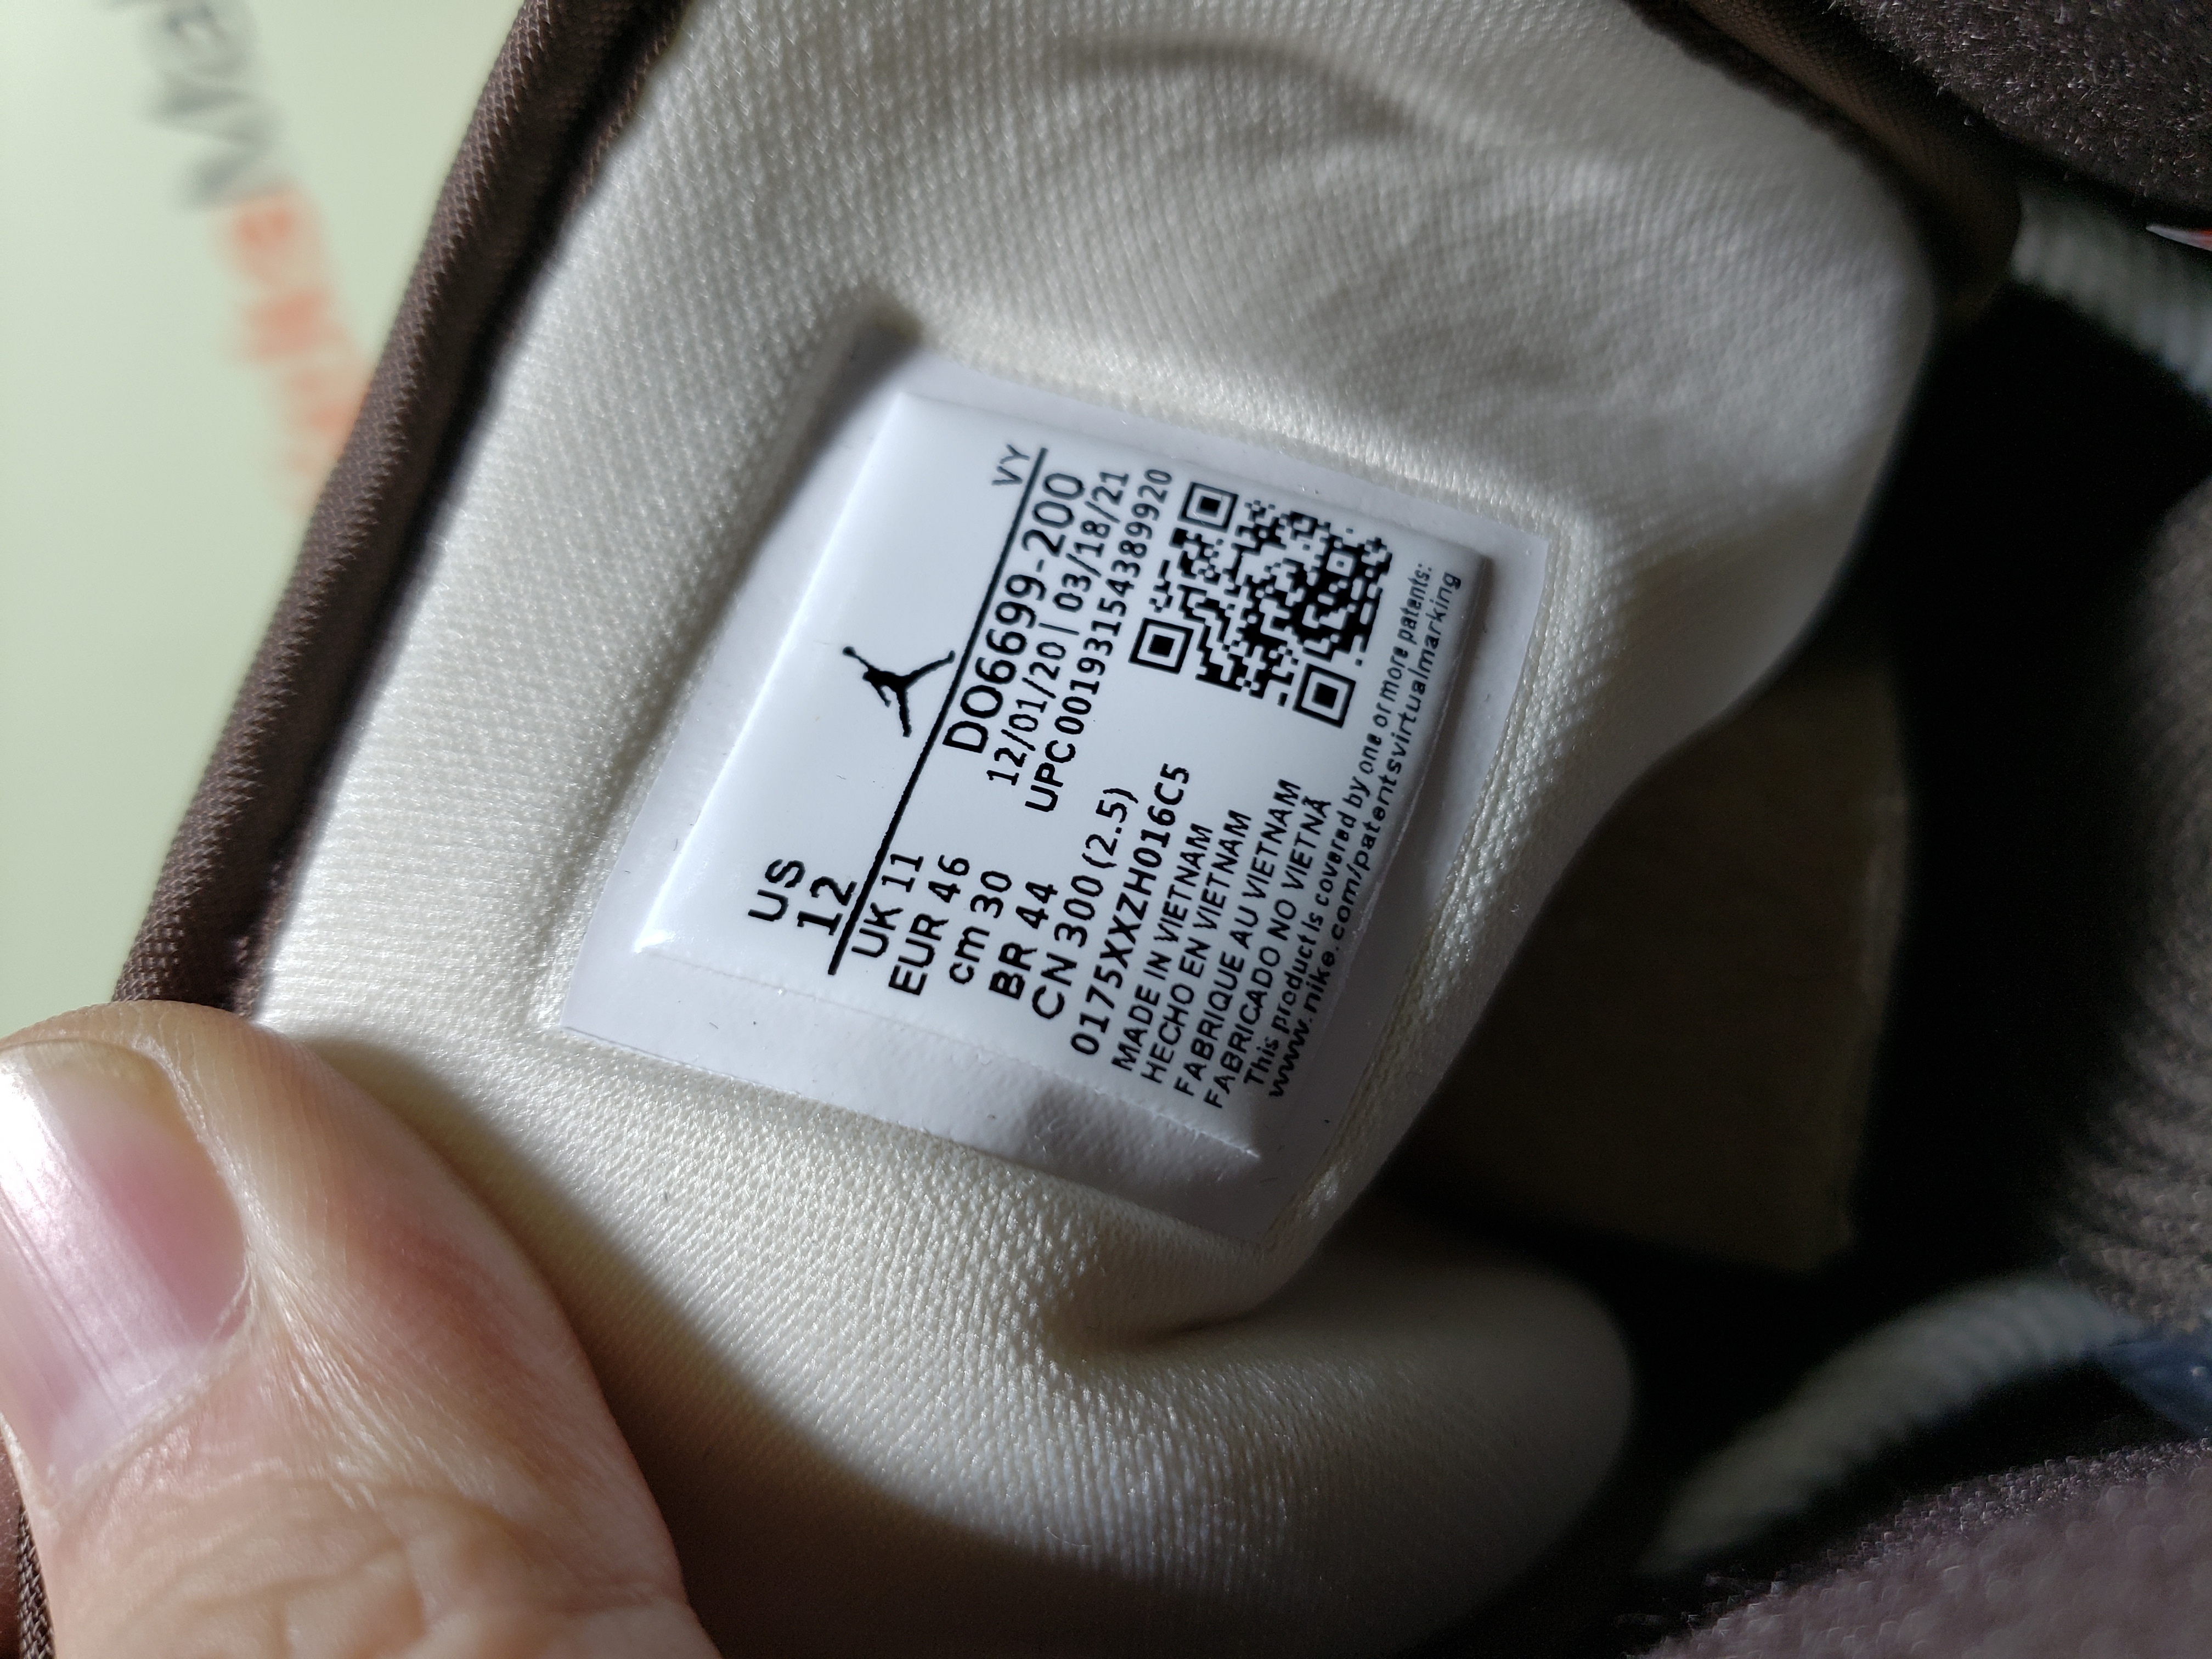 VY
US
12
UK 11
EUR 46
cm 30
BR 44
CN 300 (2.5)
DO6699-200
12/01/20 | 03/18/21
UPC00193154389920
0175XXZH016C5
MADE IN VIETNAM
HECHO EN VIETNAM
FABRIQUE AU VIETNAM
FABRICADO NO VIETNÃ
This product is covered by one or more patents:
www.nike.com/patentsvirtualmarking